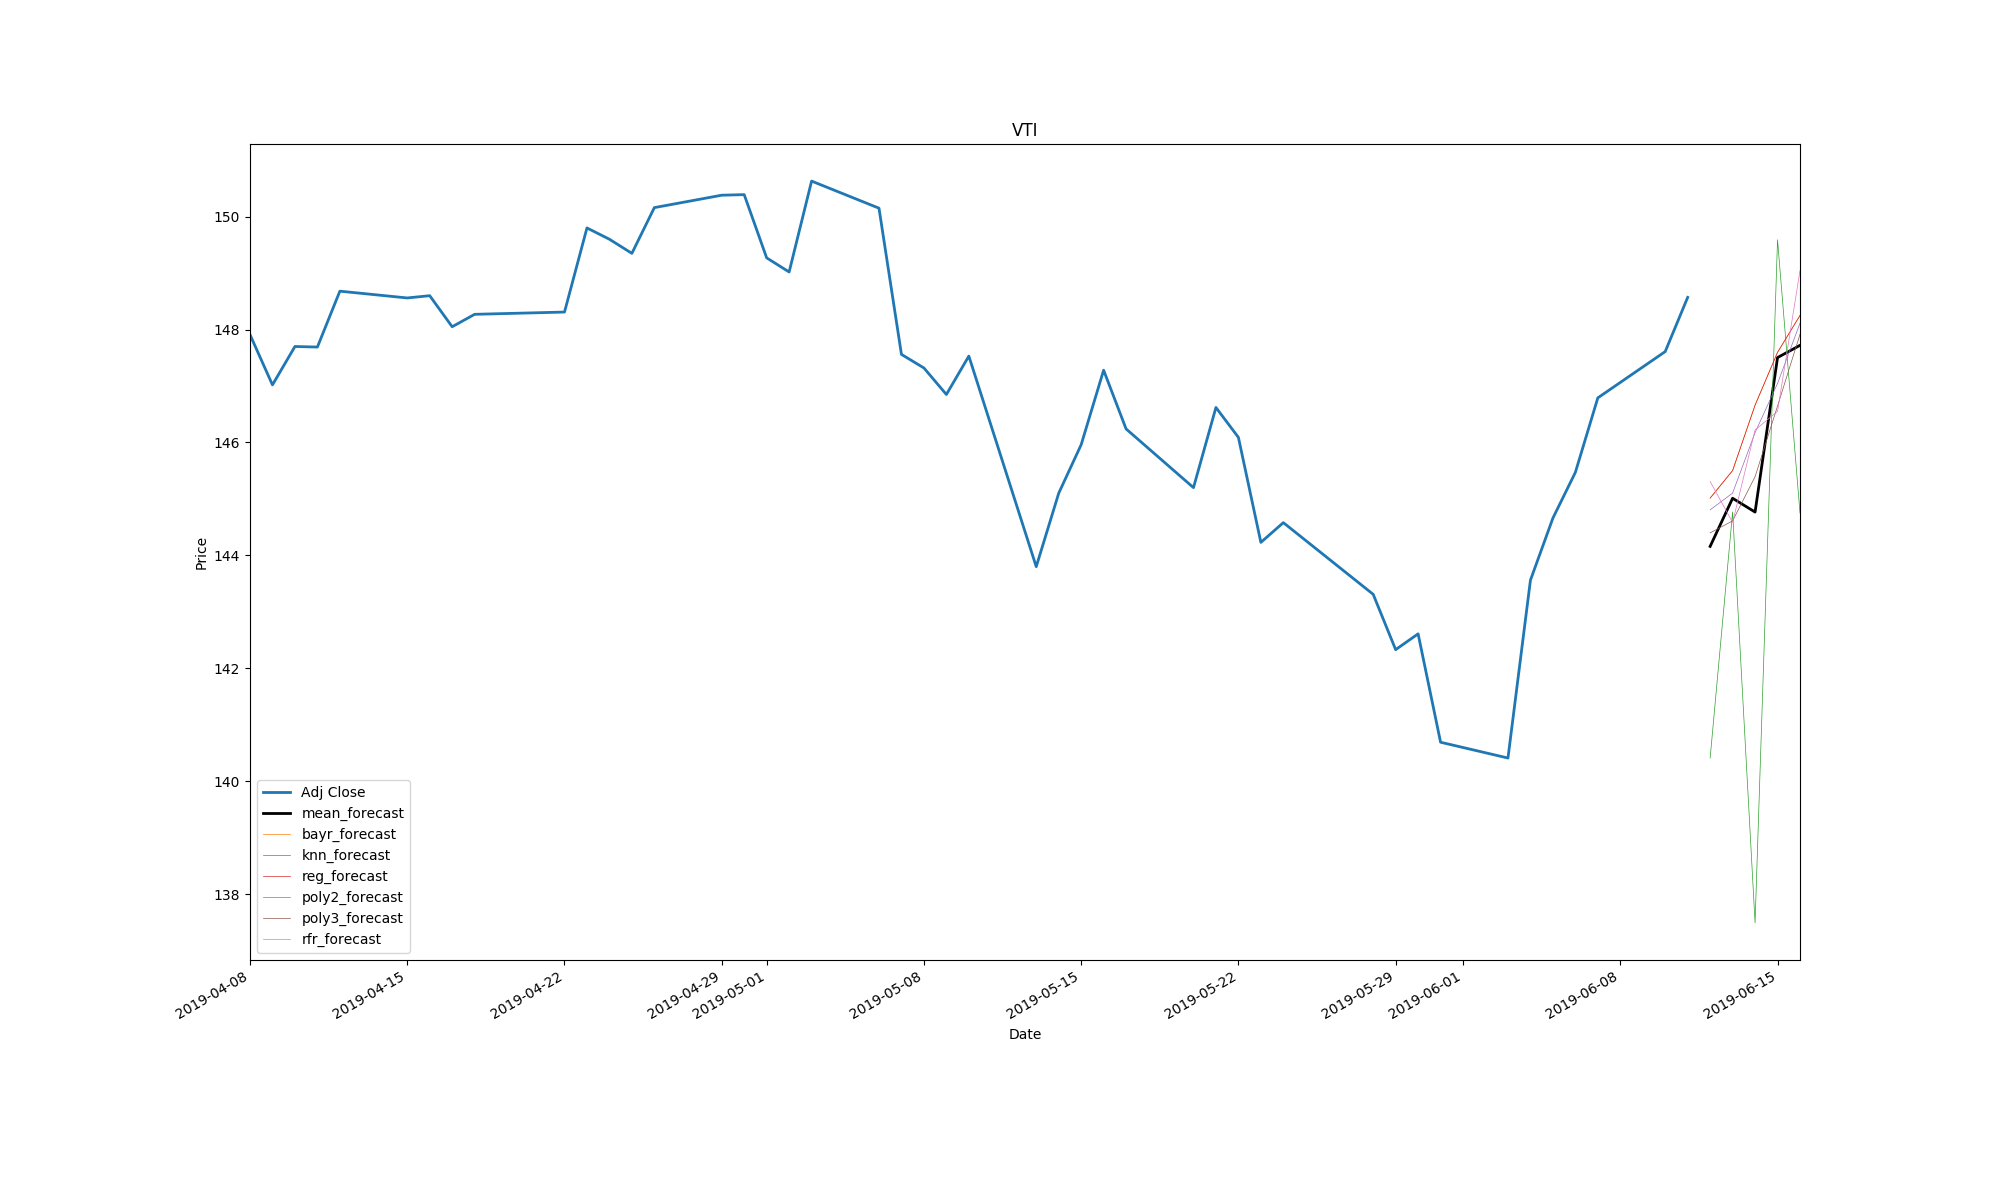 VTI
150
148
146
144
142
140
138
Price
Adj Close
mean_forecast
bayr_forecast
knn_forecast
reg_forecast
poly2_forecast
poly3_forecast
rfr_forecast
2019-04-08
2019-04-15
2019-04-22
2019-04-29
2019-05-01
2019-05-08
2019-05-15
2019-05-22
2019-05-29
2019-06-01
2019-06-08
2019-06-15
Date